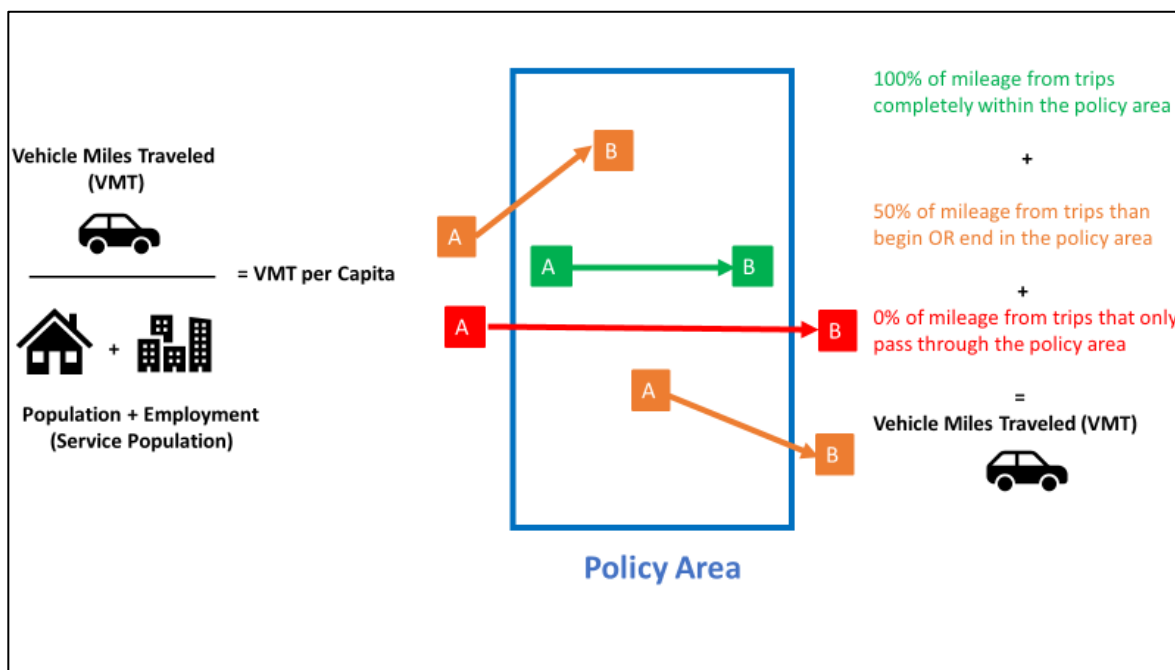 Vehicle Miles Traveled
(VMT)
= VMT per Capita
+
Population + Employment
(Service Population)
B
A
A
B
A
B
A
B
Policy Area
100% of mileage from trips
completely within the policy area
+
50% of mileage from trips than
begin OR end in the policy area
+
0% of mileage from trips that only
pass through the policy area
=
Vehicle Miles Traveled (VMT)